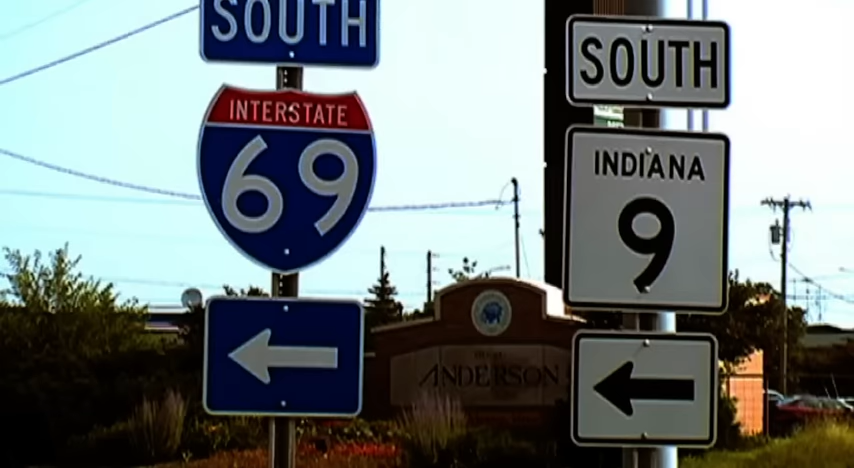 SOUTH
INTERSTATE
69
SOUTH
INDIANA
9
ANDERSON